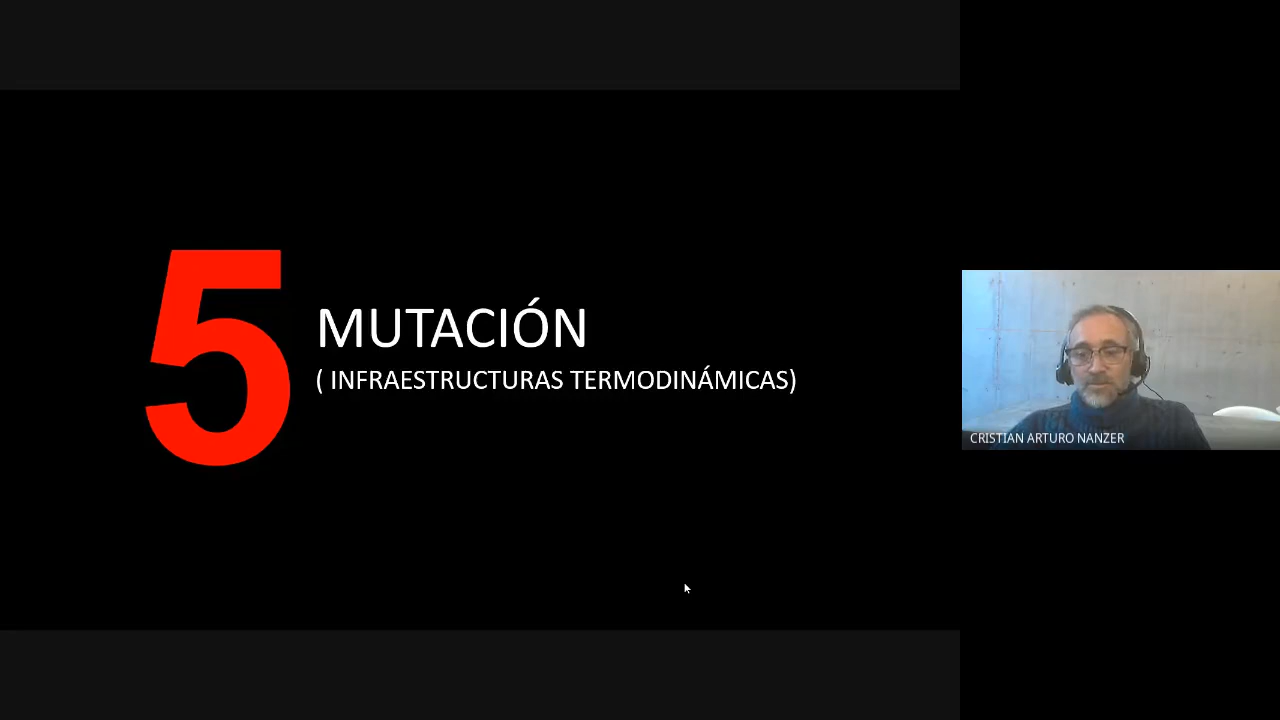 5
MUTACIÓN
( INFRAESTRUCTURAS TERMODINÁMICAS)
CRISTIAN ARTURO NANZER